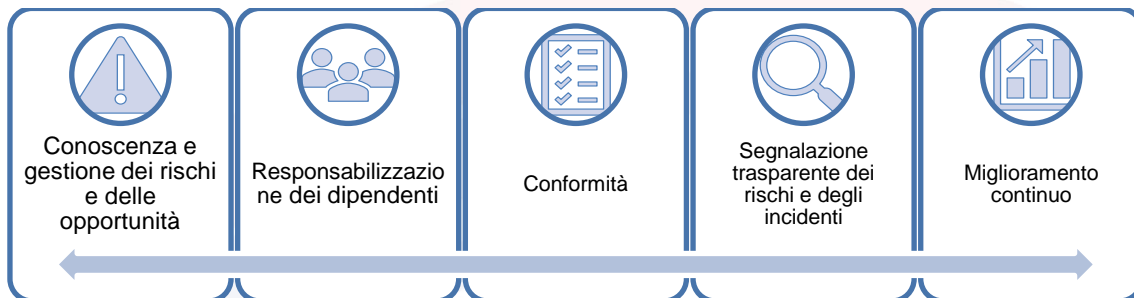 Conoscenza e
gestione dei rischi
e delle
opportunità
Responsabilizzazio
ne dei dipendenti
Conformità
Segnalazione
trasparente dei
rischi e degli
incidenti
Miglioramento
continuo